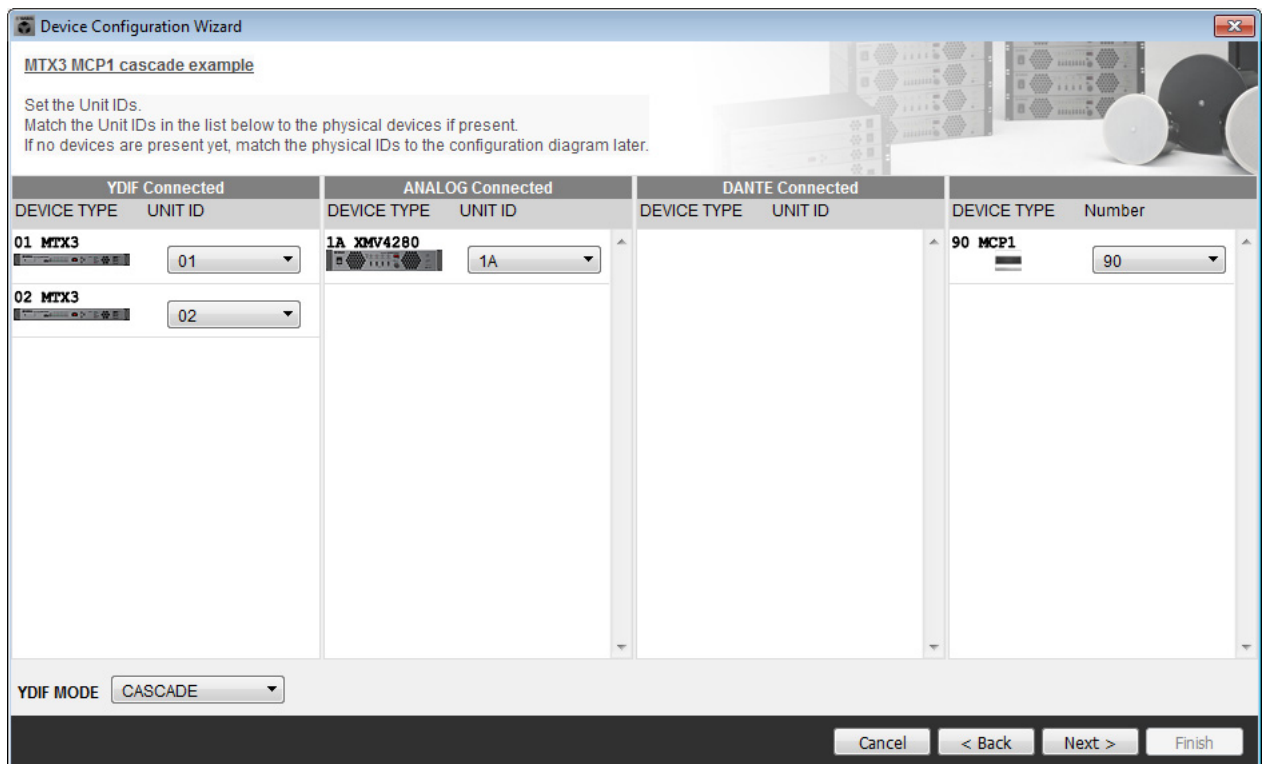 Device Configuration Wizard
MTX3 MCP1 cascade example
Set the Unit IDs.
Match the Unit IDs in the list below to the physical devices if present.
If no devices are present yet, match the physical IDs to the configuration diagram later.
YDIF Connected
DEVICE TYPE UNIT ID
01 MTX3
01
02 MTX3
02
ANALOG Connected
DEVICE TYPE UNIT ID
1A XMV4280
1A
DANTE Connected
DEVICE TYPE UNIT ID
DEVICE TYPE Number
90 MCP1
90
YDIF MODE CASCADE
Cancel < Back Next > Finish